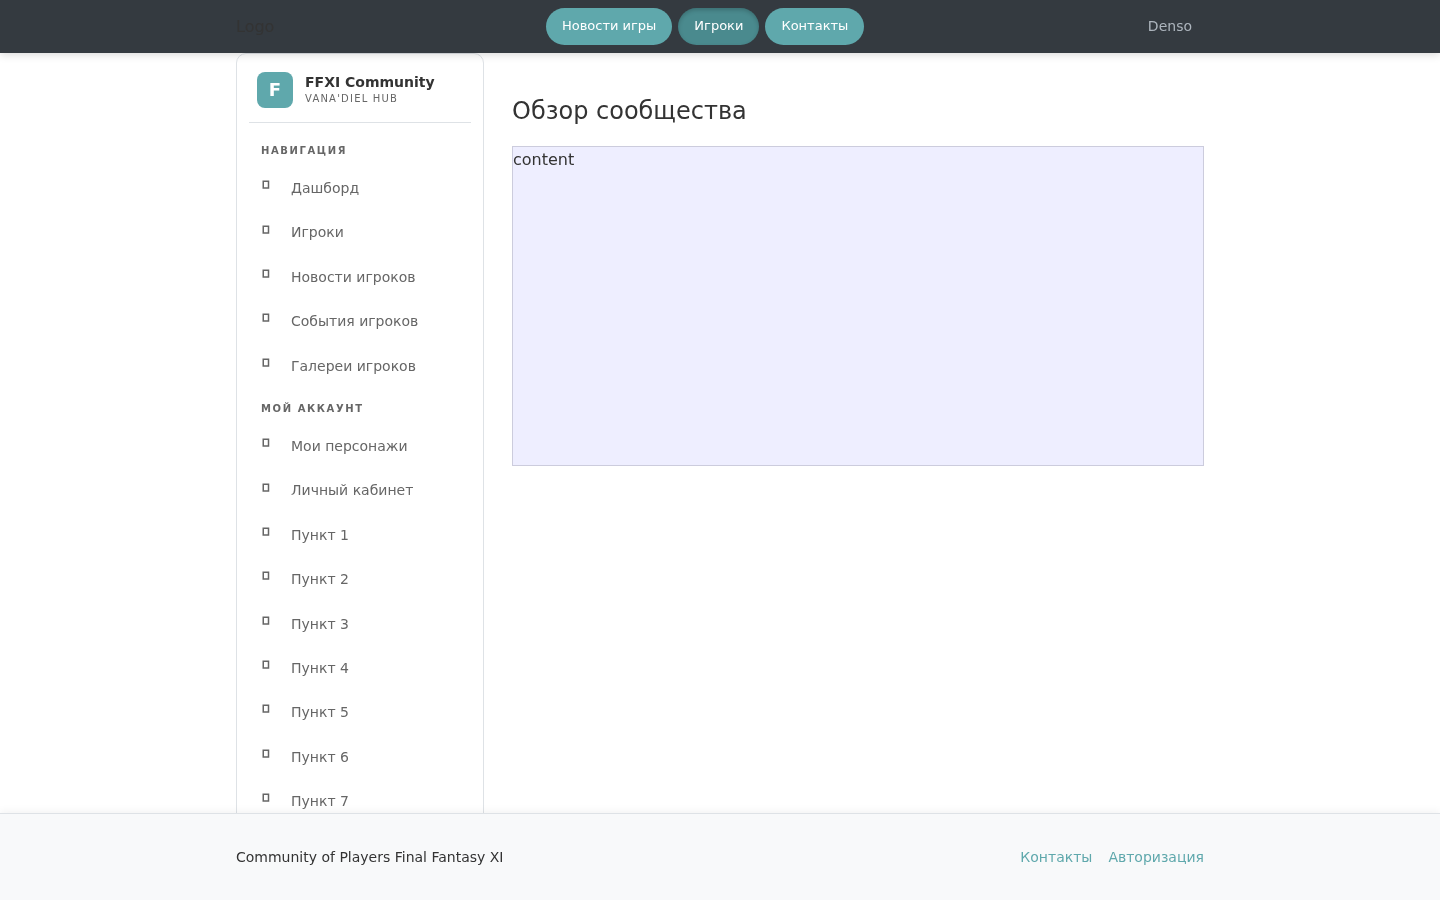 Logo
Новости игры
Игроки
Контакты
Denso
F
FFXI Community
VANA'DIEL HUB
НАВИГАЦИЯ
Дашборд
Игроки
Новости игроков
События игроков
Галереи игроков
МОЙ АККАУНТ
Мои персонажи
Личный кабинет
Пункт 1
Пункт 2
Пункт 3
Пункт 4
Пункт 5
Пункт 6
Пункт 7
Обзор сообщества
content
Community of Players Final Fantasy XI
Контакты
Авторизация